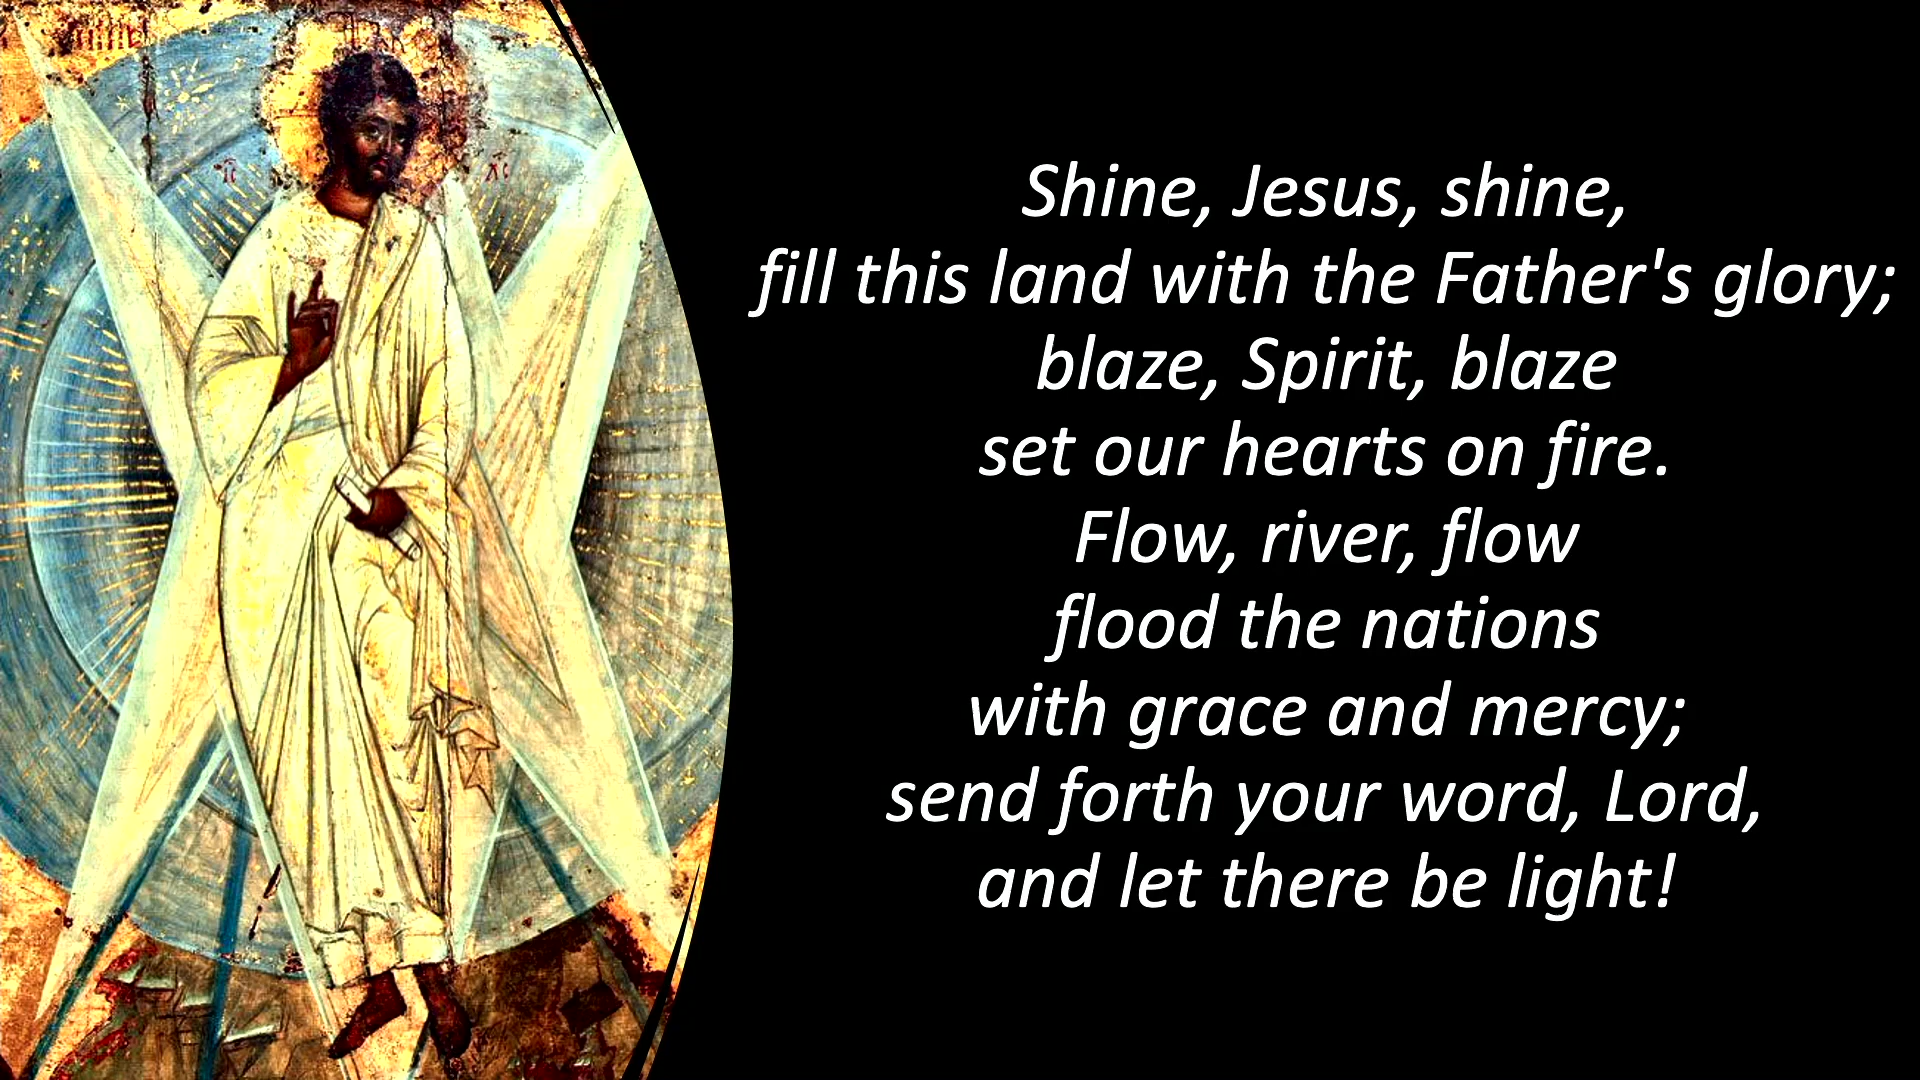 Shine, Jesus, shine,
fill this land with the Father's glory;
blaze, Spirit, blaze
set our hearts on fire.
Flow, river, flow
flood the nations
with grace and mercy;
send forth your word, Lord,
and let there be light!